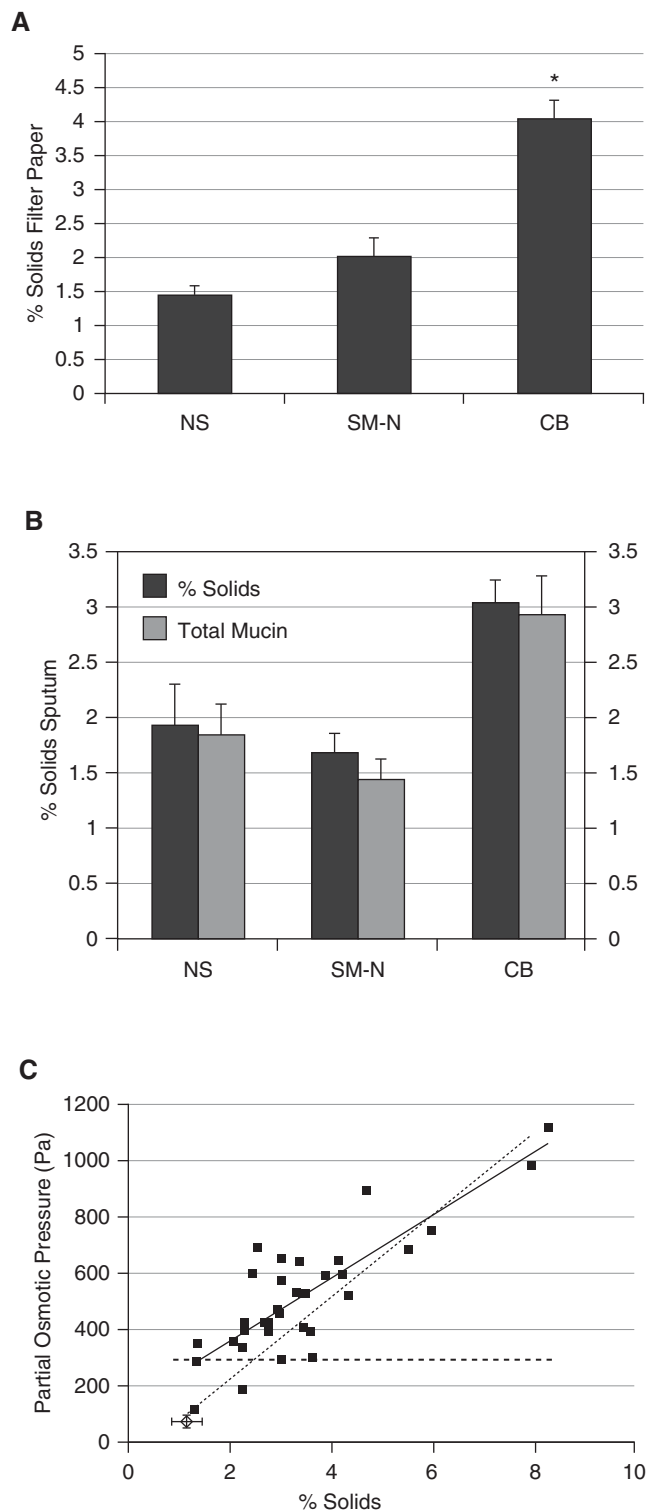 A
% Solids Filter Paper
5
4.5
4
3.5
3
2.5
2
1.5
1
0.5
0
*
NS SM-N CB
B
% Solids Sputum
3.5
3
2.5
2
1.5
1
0.5
0
% Solids
Total Mucin
3.5
3
2.5
2
1.5
1
0.5
0
NS SM-N CB
C
Partial Osmotic Pressure (Pa)
1200
1000
800
600
400
200
0
0 2 4 6 8 10
% Solids